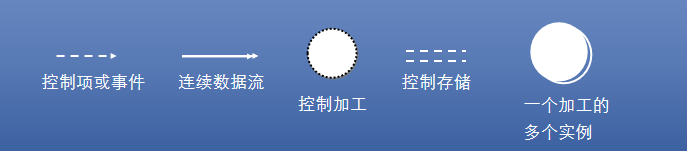 控制项或事件
连续数据流
控制加工
控制存储
一个加工的
多个实例